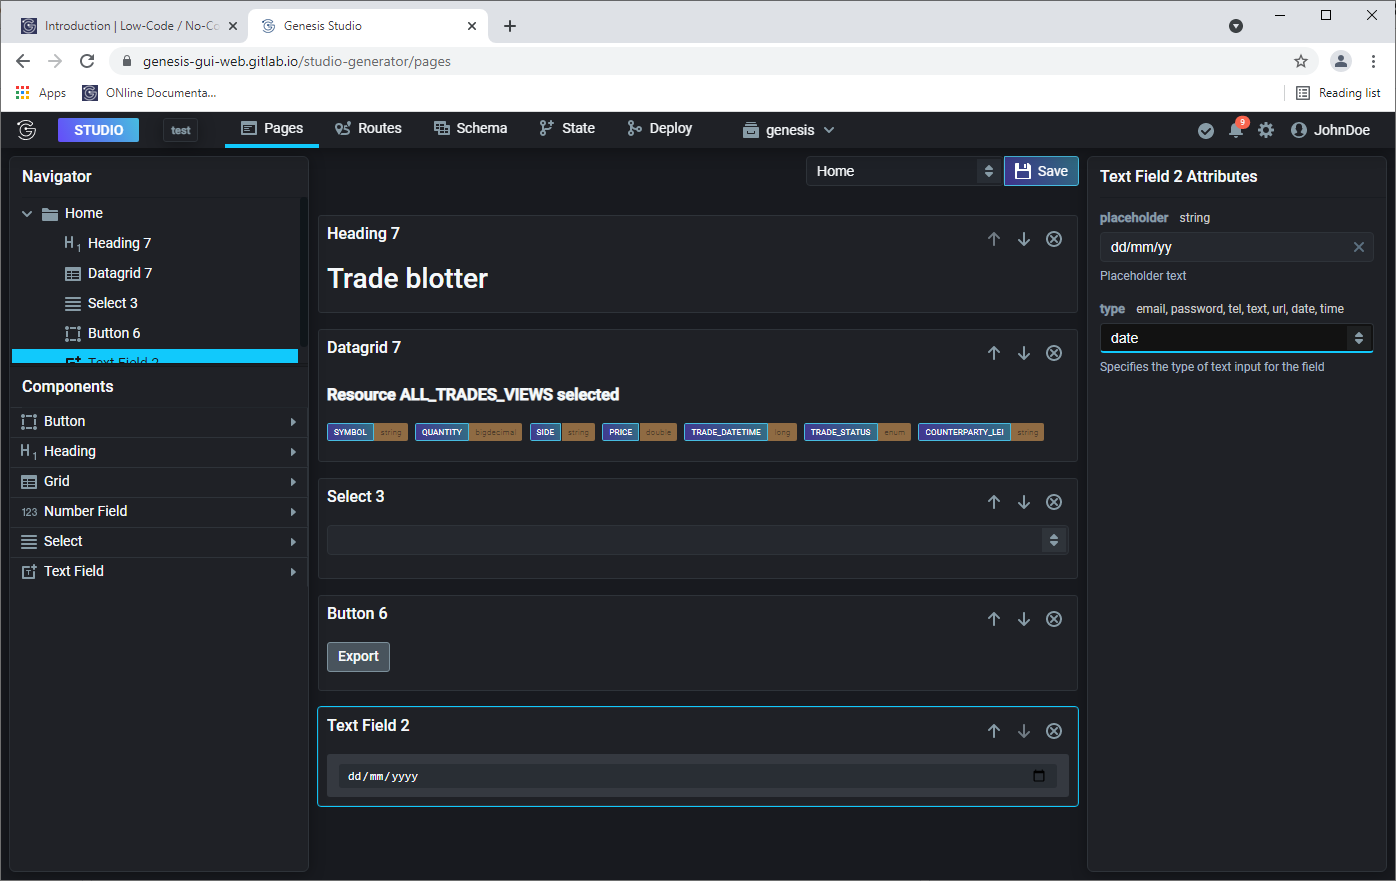 Introduction | Low-Code / No-Co
Genesis Studio
genesis-gui-web.gitlab.io/studio-generator/pages
Apps
ONline Documenta...
Reading list
STUDIO
test
Pages
Routes
Schema
State
Deploy
genesis
9
JohnDoe
Navigator
Home
H1 Heading 7
Datagrid 7
Select 3
Button 6
Text Field 2
Components
Button
H1 Heading
Grid
123 Number Field
Select
T Text Field
Home
Save
Heading 7
Trade blotter
Datagrid 7
Resource ALL_TRADES_VIEWS selected
SYMBOL string QUANTITY bigdecimal SIDE string PRICE double TRADE_DATETIME long TRADE_STATUS enum COUNTERPARTY_LEI string
Select 3
Button 6
Export
Text Field 2
dd/mm/yyyy
Text Field 2 Attributes
placeholder string
dd/mm/yy
Placeholder text
type email, password, tel, text, url, date, time
date
Specifies the type of text input for the field